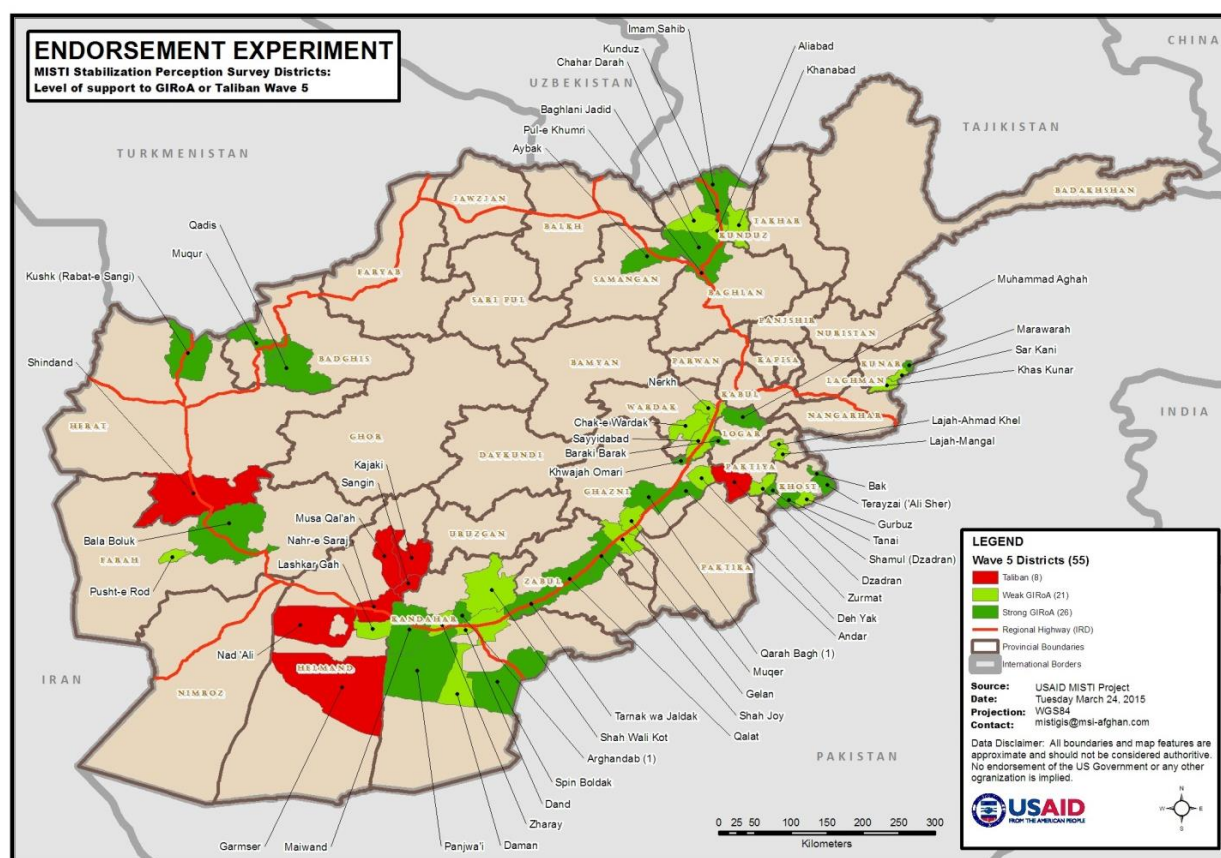 ENDORSEMENT EXPERIMENT
MISTI Stabilization Perception Survey Districts:
Level of support to GIRoA or Taliban Wave 5
CHINA
UZBEKISTAN
TURKMENISTAN
TAJIKISTAN
INDIA
IRAN
PAKISTAN
Imam Sahib
Kunduz
Chahar Darah
Baghlani Jadid
Pul-e Khumri
Aybak
Aliabad
Khanabad
Qadis
Muqur
Kushk (Rabat-e Sangi)
Shindand
Bala Boluk
Pusht-e Rod
Kajaki
Sangin
Musa Qal'ah
Nahr-e Saraj
Lashkar Gah
Nad 'Ali
Garmser
Maiwand
Panjwa'i
Daman
Zharay
Dand
Spin Boldak
Arghandab (1)
Shah Wali Kot
Tarnak wa Jaldak
Qalat
Shah Joy
Gelan
Muqer
Qarah Bagh (1)
Andar
Deh Yak
Zurmat
Dzadran
Shamul (Dzadran)
Tanai
Gurbuz
Terayzai ('Ali Sher)
Bak
Lajah-Mangal
Lajah-Ahmad Khel
Khas Kunar
Sar Kani
Marawarah
Muhammad Aghah
Nerkh
Chak-e Wardak
Sayyidabad
Baraki Barak
Khwajah Omari
JAWZJAN
BALKH
FARYAB
SARI PUL
SAMANGAN
KUNDUZ
TAKHAR
BADAKHSHAN
BAGHLAN
PANJSHIR
NURISTAN
BADGHIS
BAMYAN
PARWAN
KAPISA
KUNAR
LAGHMAN
KABUL
NANGARHAR
WARDAK
LOGAR
HERAT
GHOR
DAYKUNDI
GHAZNI
PAKTIYA
KHOST
URUZGAN
FARAH
ZABUL
PAKTIKA
KANDAHAR
HELMAND
NIMROZ
LEGEND
Wave 5 Districts (55)
Taliban (8)
Weak GIRoA (21)
Strong GIRoA (26)
Regional Highway (IRD)
Provincial Boundaries
International Borders
Source: USAID MISTI Project
Date: Tuesday March 24, 2015
Projection: WGS84
Contact: mistigis@msi-afghan.com
Data Disclaimer: All boundaries and map features are
approximate and should not be considered authoritive.
No endorsement of the US Government or any other
ogranization is implied.
USAID
FROM THE AMERICAN PEOPLE
N
W E
S
0 25 50 100 150 200 250 300
Kilometers